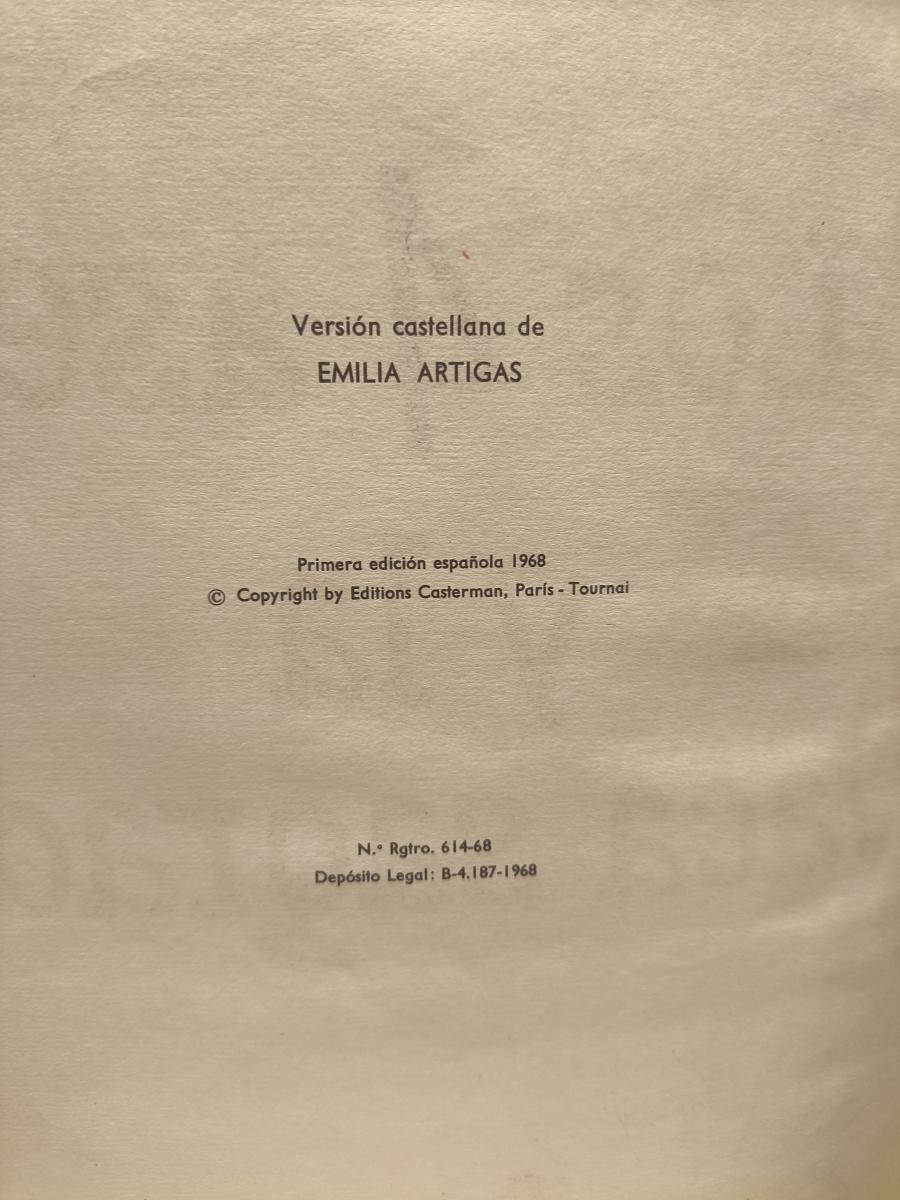 Versión castellana de
EMILIA ARTIGAS
Primera edición española 1968
© Copyright by Editions Casterman, París - Tournai
N.º Rgtro. 614-68
Depósito Legal: B-4.187-1968